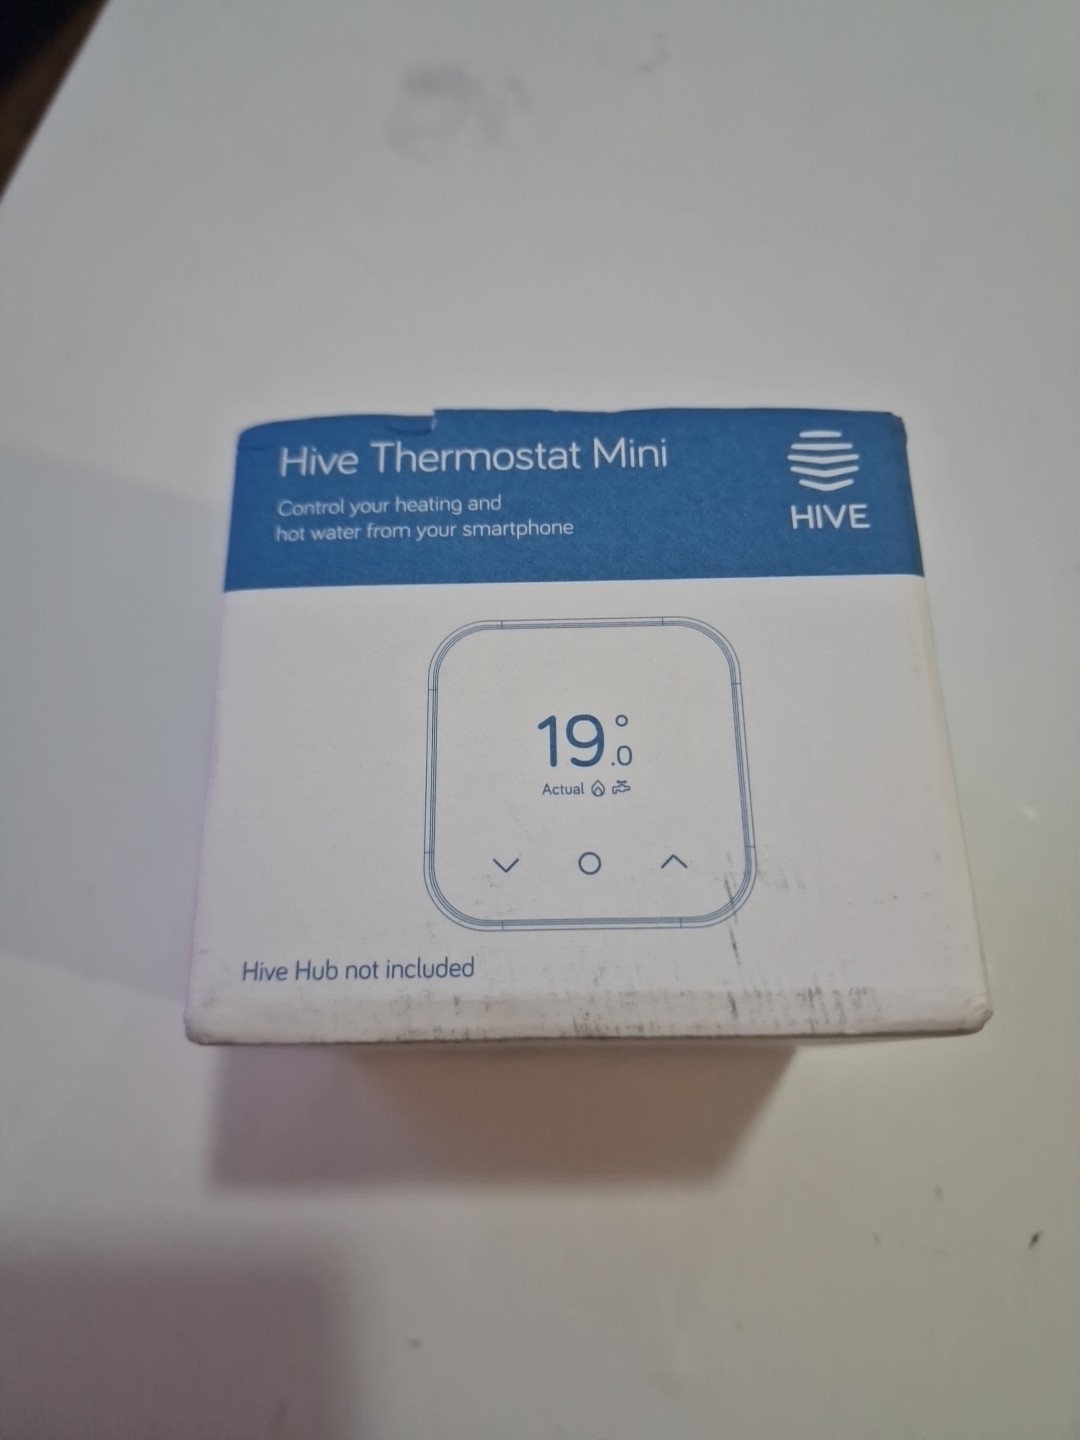 Hive Thermostat Mini
Control your heating and
hot water from your smartphone
HIVE
19.0°
Actual
Hive Hub not included